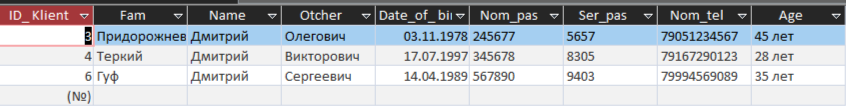 ID_Klient Fam Name Otcher Date_of_bi Nom_pas Ser_pas Nom_tel Age
3 Придорожнев Дмитрий Олегович 03.11.1978 245677 5657 79051234567 45 лет
4 Теркий Дмитрий Викторович 17.07.1997 345678 8305 79167290123 28 лет
6 Гуф Дмитрий Сергеевич 14.04.1989 567890 9403 79994569089 35 лет
(№)